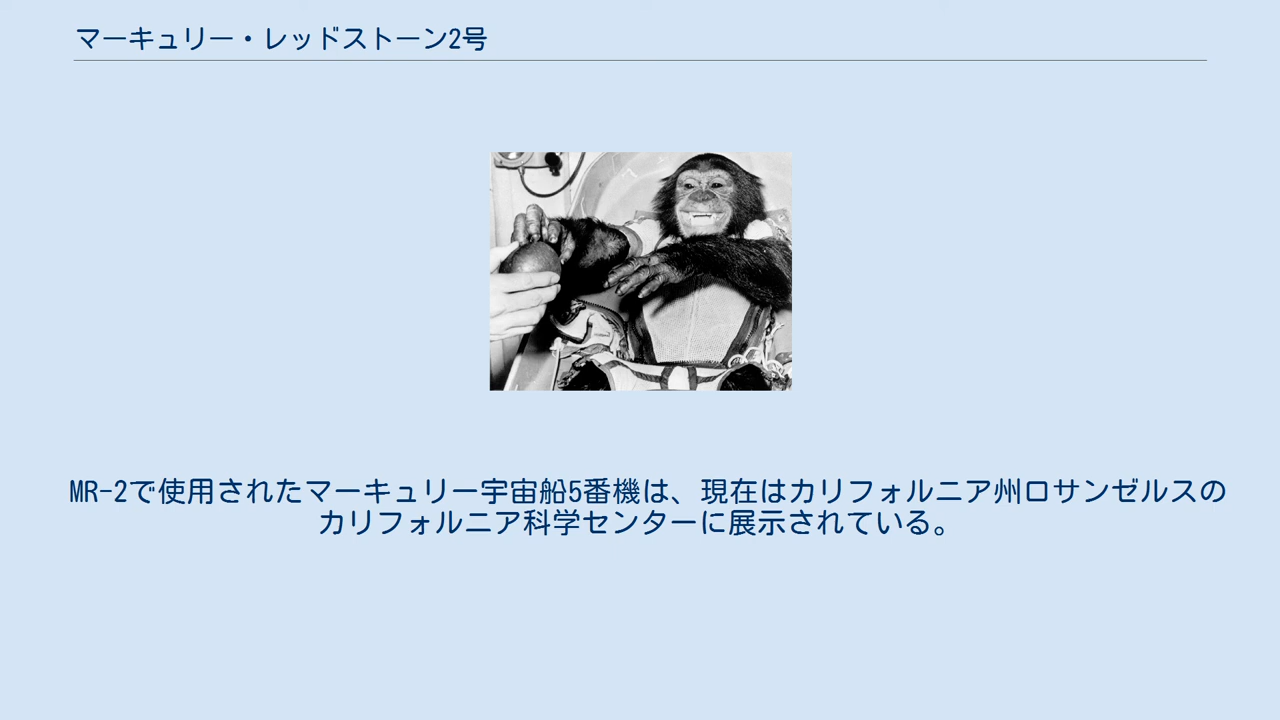 マーキュリー・レッドストーン2号
MR-2で使用されたマーキュリー宇宙船5番機は、現在はカリフォルニア州ロサンゼルスの
カリフォルニア科学センターに展示されている。